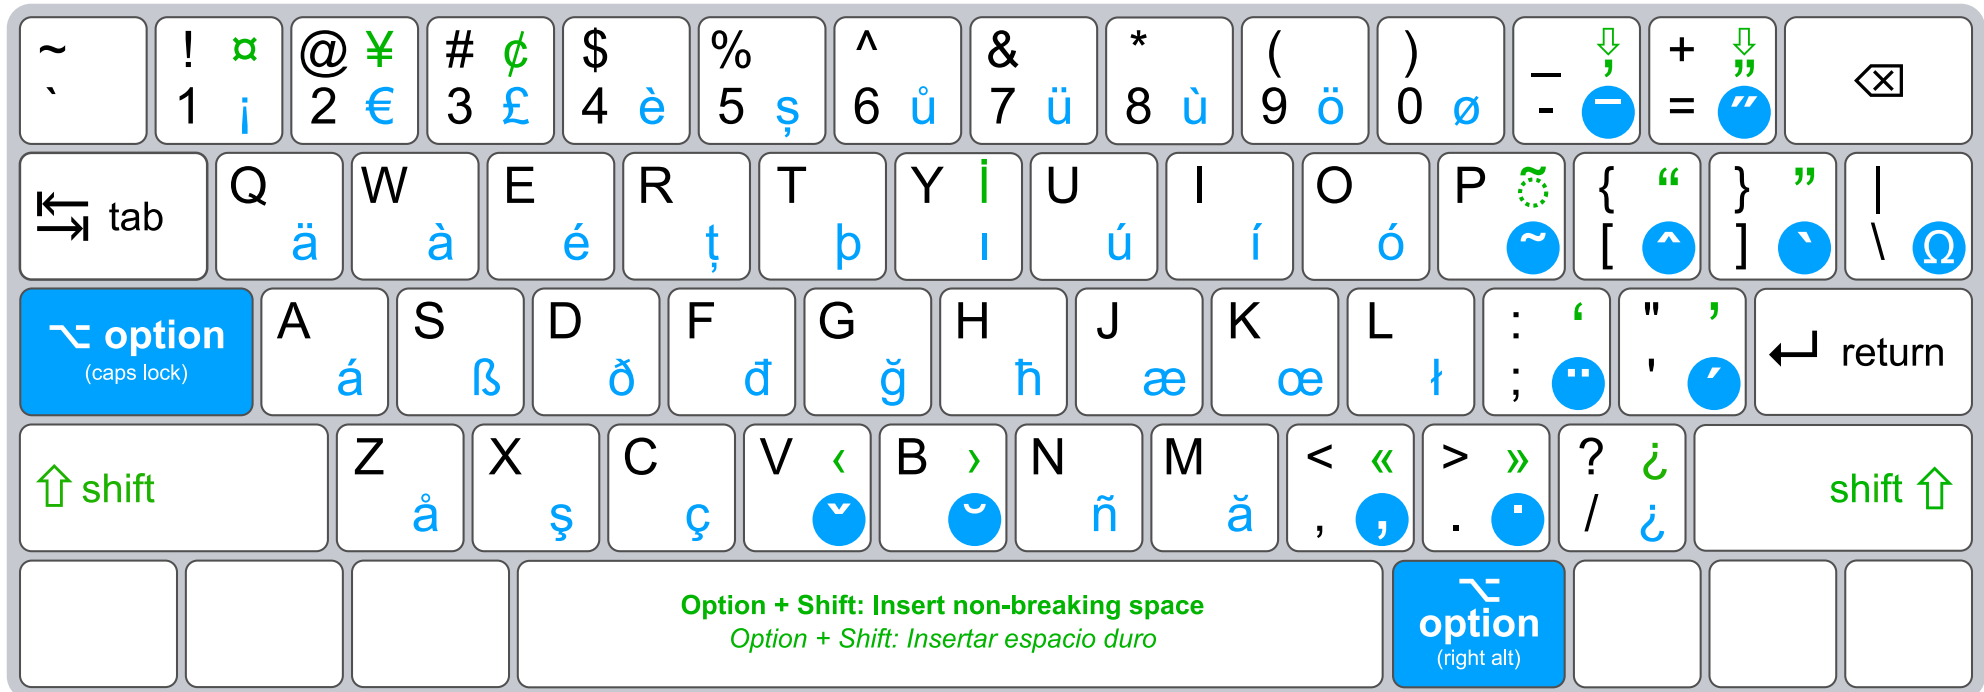 ~ ! ¤ @ ¥ # ¢ $ % ^ & * ( ) _ ⇩ ’ + ⇩ ”
` 1 ¡ 2 € 3 £ 4 è 5 ș 6 ů 7 ü 8 ù 9 ö 0 ø - ¯ = ˝ ⌫
Q W E R T Y İ U I O P ◌̃ { “ } ” |
↹ tab ä à é ț þ ı ú í ó ~ [ ^ ] ` \ Ω
⌥ option A S D F G H J K L : ‘ " ’
(caps lock) á ß ð đ ğ ħ æ œ ł ; ¨ ' ´ ↵ return
Z X C V ‹ B › N M < « > » ? ¿
⇧ shift å ş ç ˇ ˘ ñ ă , ¸ . ˙ / ¿ shift ⇧
Option + Shift: Insert non-breaking space
Option + Shift: Insertar espacio duro
⌥
option
(right alt)